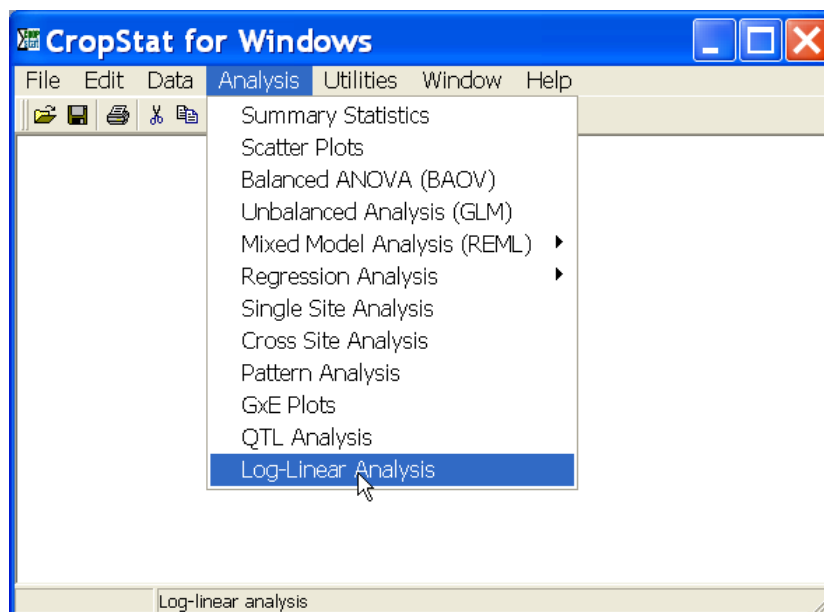 CropStat for Windows
File Edit Data Analysis Utilities Window Help
Summary Statistics
Scatter Plots
Balanced ANOVA (BAOV)
Unbalanced Analysis (GLM)
Mixed Model Analysis (REML)
Regression Analysis
Single Site Analysis
Cross Site Analysis
Pattern Analysis
GxE Plots
QTL Analysis
Log-Linear Analysis
Log-linear analysis